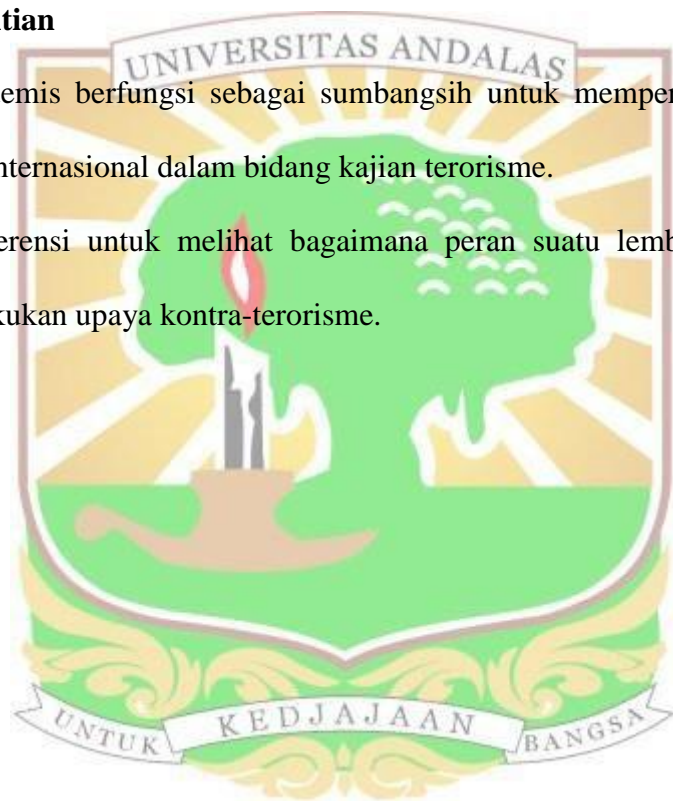 itian
UNIVERSITAS ANDALAS
emis berfungsi sebagai sumbangsih untuk memper
nternasional dalam bidang kajian terorisme.
erensi untuk melihat bagaimana peran suatu lemb
kukan upaya kontra-terorisme.
UNTUK KEDJAJAAN BANGSA